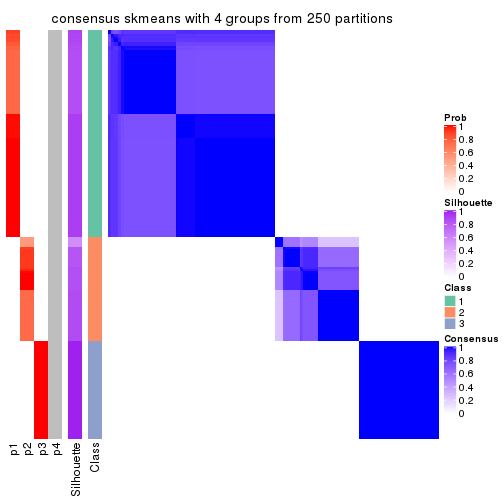 consensus skmeans with 4 groups from 250 partitions
Prob
1
0.8
0.6
0.4
0.2
0
Silhouette
1
0.8
0.6
0.4
0.2
0
Class
1
2
3
Consensus
1
0.8
0.6
0.4
0.2
0
p1
p2
p3
p4
Silhouette
Class